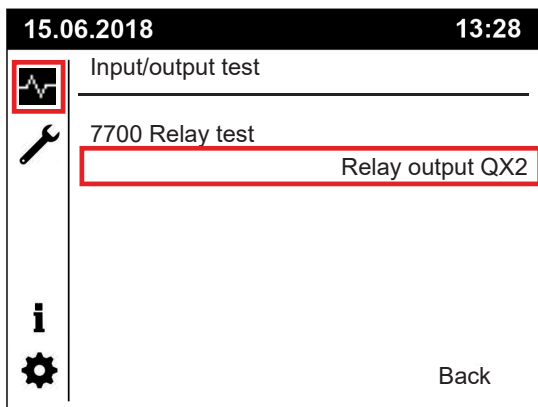 15.06.2018 13:28
Input/output test
7700 Relay test
Relay output QX2
i
Back